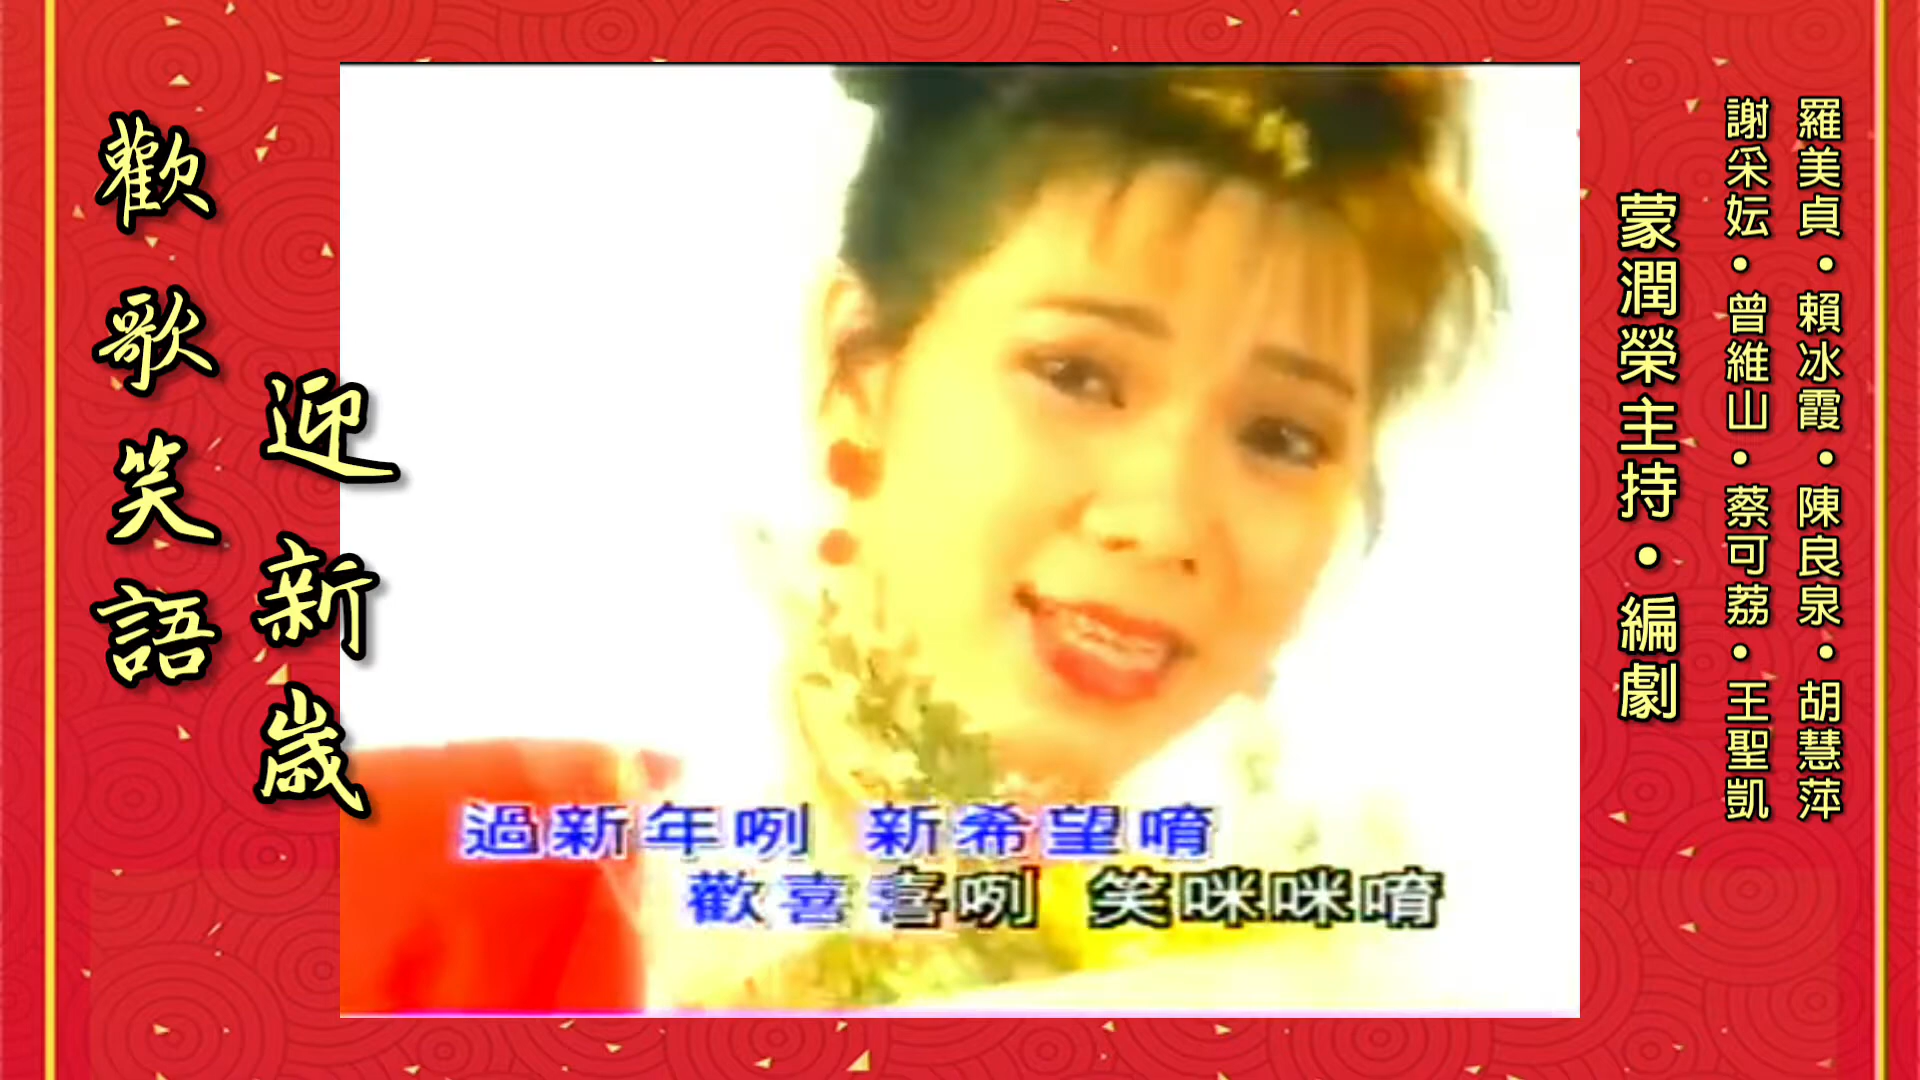 歡歌笑語
迎新歲
羅美貞・賴冰霞・陳良泉・胡慧萍
謝采妘・曾維山・蔡可荔・王聖凱
蒙潤榮主持・編劇
過新年咧 新希望唷
歡喜喜咧 笑咪咪唷